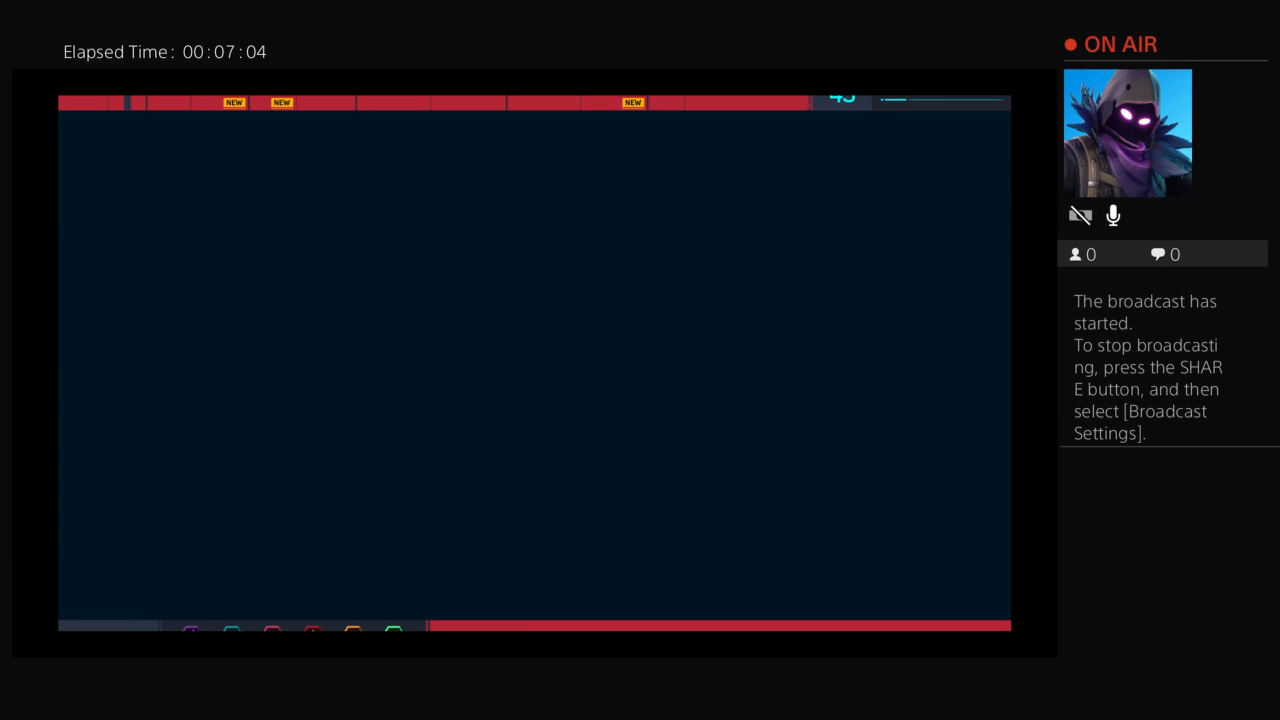 Elapsed Time: 00:07:04
ON AIR
NEW
NEW
NEW
0
0
The broadcast has
started.
To stop broadcasti
ng, press the SHAR
E button, and then
select [Broadcast
Settings].